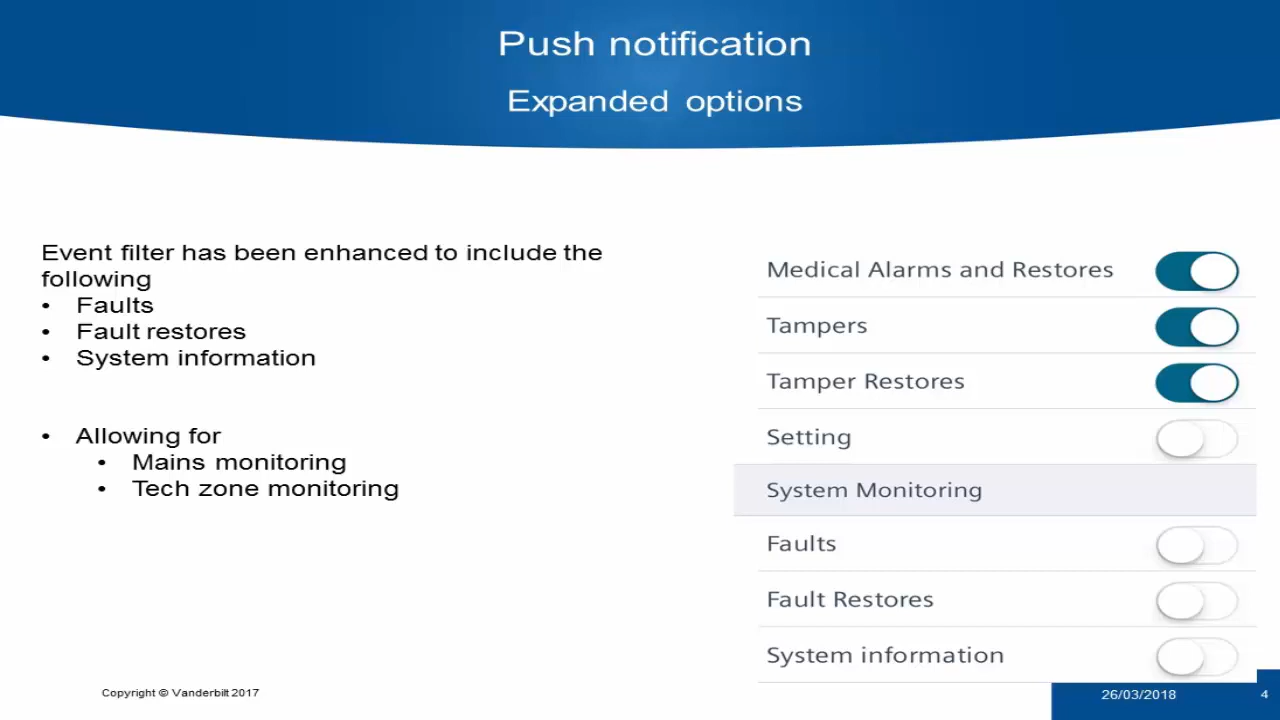 Push notification
Expanded options
Event filter has been enhanced to include the
following
• Faults
• Fault restores
• System information
• Allowing for
• Mains monitoring
• Tech zone monitoring
Medical Alarms and Restores
Tampers
Tamper Restores
Setting
System Monitoring
Faults
Fault Restores
System information
Copyright © Vanderbilt 2017
26/03/2018
4